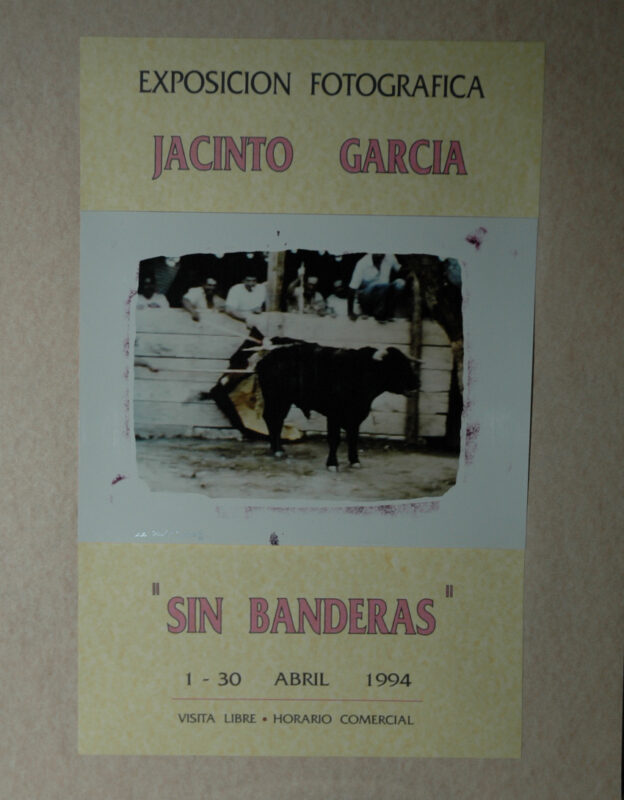 EXPOSICION FOTOGRAFICA
JACINTO GARCIA
"SIN BANDERAS"
1 - 30 ABRIL 1994
VISITA LIBRE • HORARIO COMERCIAL